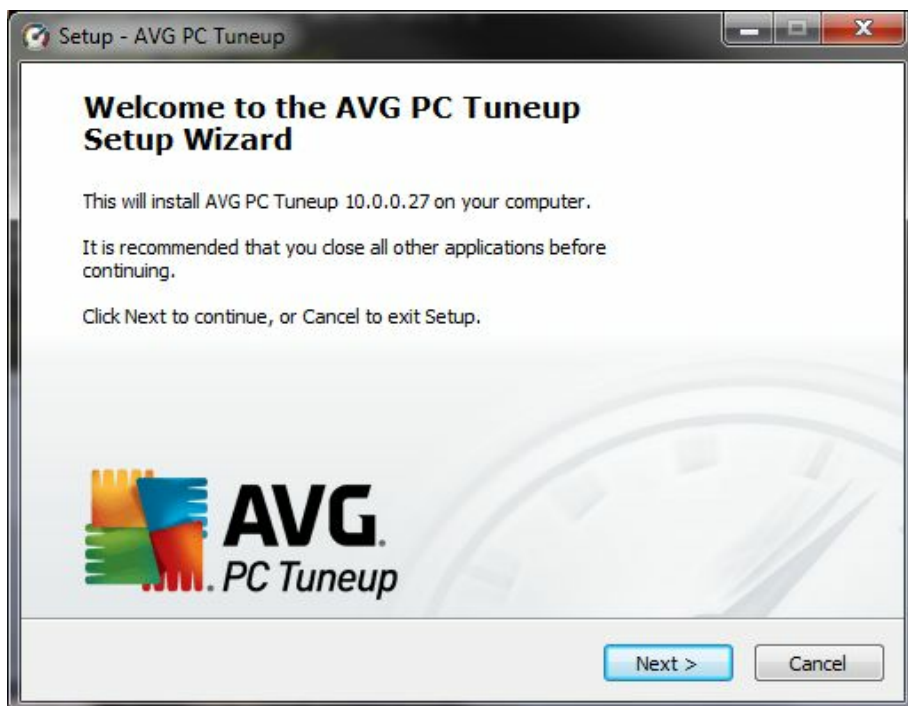 Setup - AVG PC Tuneup
Welcome to the AVG PC Tuneup
Setup Wizard
This will install AVG PC Tuneup 10.0.0.27 on your computer.
It is recommended that you close all other applications before
continuing.
Click Next to continue, or Cancel to exit Setup.
AVG.
PC Tuneup
Next >
Cancel